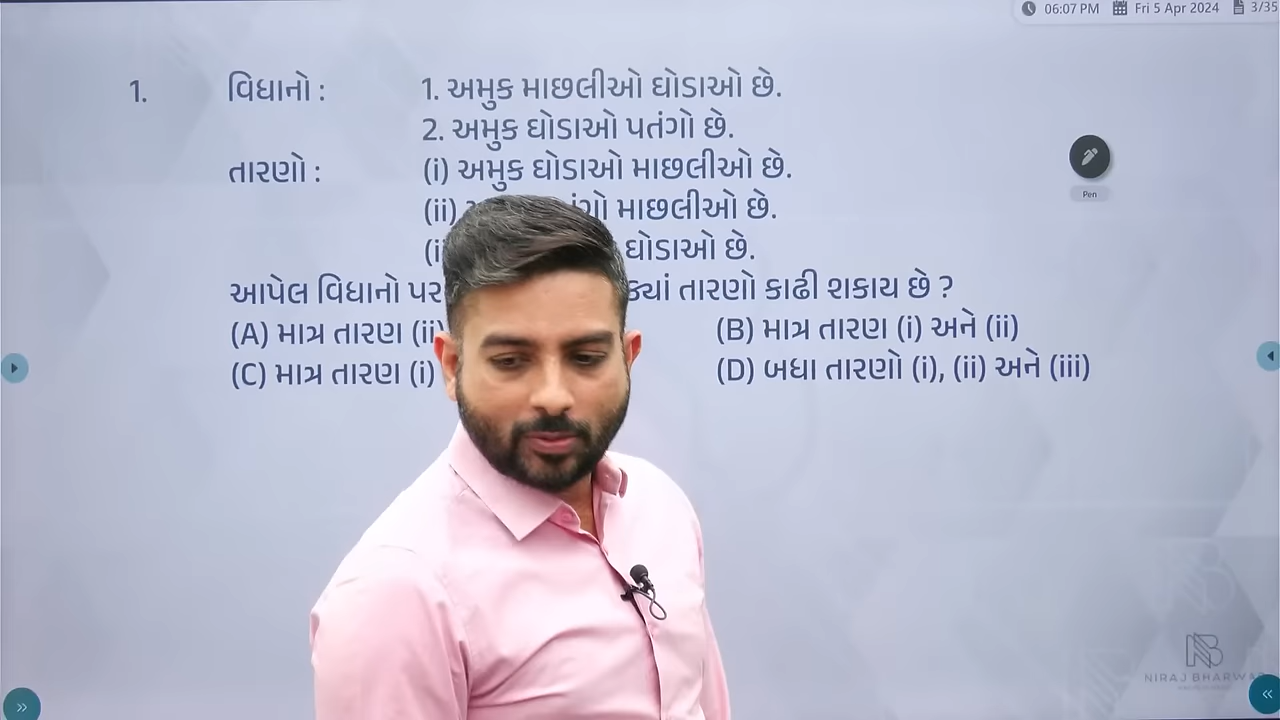 06:07 PM Fri 5 Apr 2024 3/35
1. વિધાનો : 1. અમુક માછલીઓ ઘોડાઓ છે.
2. અમુક ઘોડાઓ પતંગો છે.
તારણો : (i) અમુક ઘોડાઓ માછલીઓ છે.
(ii) માછલીઓ છે.
ઘોડાઓ છે.
Pen
આપેલ વિધાનો પર ક્યાં તારણો કાઢી શકાય છે ?
(A) માત્ર તારણ (ii) (B) માત્ર તારણ (i) અને (ii)
(C) માત્ર તારણ (i) (D) બધા તારણો (i), (ii) અને (iii)
NB
NIRAJ BHARWAD